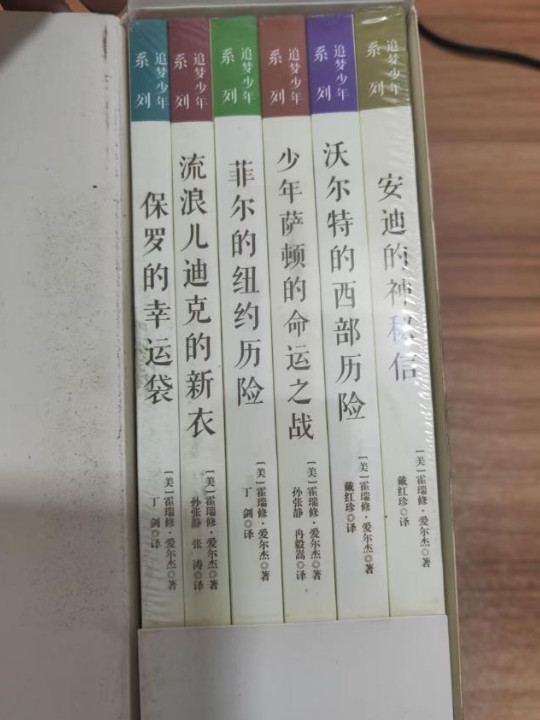 追梦少年
系列
保罗的幸运袋
[美]霍瑞修·爱尔杰◎著
丁剑◎译
追梦少年
系列
流浪儿迪克的新衣
[美]霍瑞修·爱尔杰◎著
孙张静 张涛◎译
追梦少年
系列
菲尔的纽约历险
[美]霍瑞修·爱尔杰◎著
丁剑◎译
追梦少年
系列
少年萨顿的命运之战
[美]霍瑞修·爱尔杰◎著
孙张静 冉毅嵩◎译
追梦少年
系列
沃尔特的西部历险
[美]霍瑞修·爱尔杰◎著
戴红珍◎译
追梦少年
系列
安迪的神秘信
[美]霍瑞修·爱尔杰◎著
戴红珍◎译